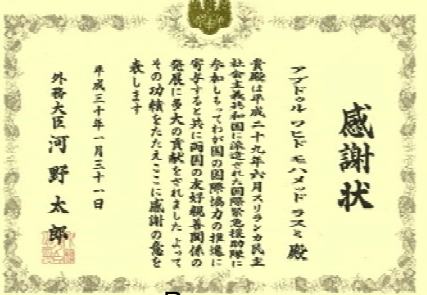 感謝状
アブドゥル ワヒド モハメッド ラスミ 殿
貴殿は平成二十九年六月スリランカ民主
社会主義共和国に派遣された国際緊急援助隊に
参加しもってわが国の国際協力の推進に
寄与すると共に両国の友好親善関係の
発展に多大の貢献をされました よって
その功績をたたえここに感謝の意を
表します
平成三十年一月三十一日
外務大臣 河野太郎